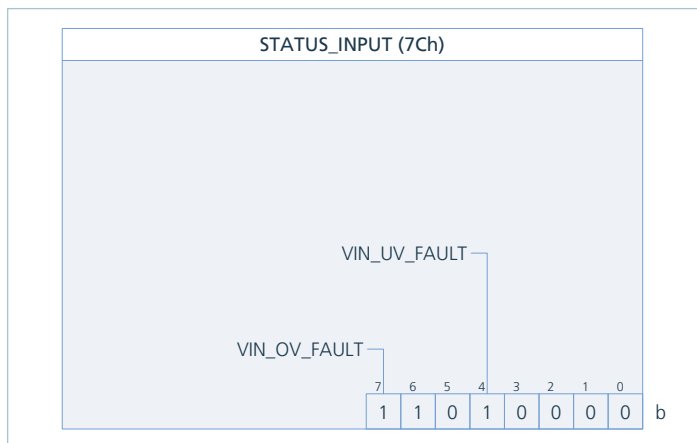 STATUS_INPUT (7Ch)
VIN_UV_FAULT
VIN_OV_FAULT
7 6 5 4 3 2 1 0
1 1 0 1 0 0 0 0 b